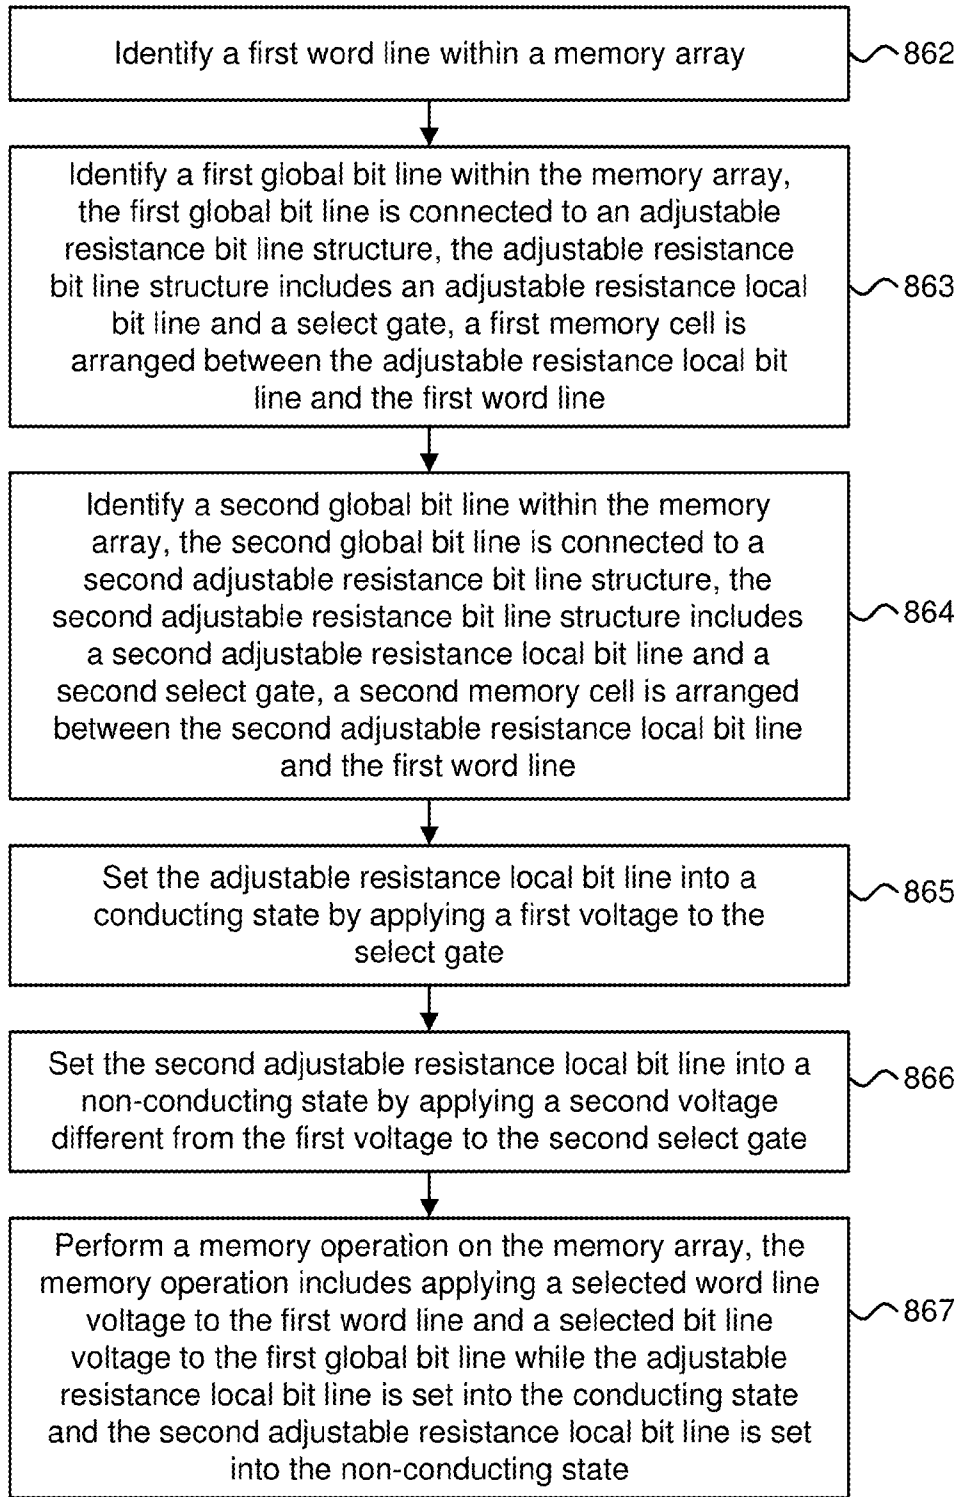 Identify a first word line within a memory array
862
Identify a first global bit line within the memory array,
the first global bit line is connected to an adjustable
resistance bit line structure, the adjustable resistance
bit line structure includes an adjustable resistance local
bit line and a select gate, a first memory cell is
arranged between the adjustable resistance local bit
line and the first word line
863
Identify a second global bit line within the memory
array, the second global bit line is connected to a
second adjustable resistance bit line structure, the
second adjustable resistance bit line structure includes
a second adjustable resistance local bit line and a
second select gate, a second memory cell is arranged
between the second adjustable resistance local bit line
and the first word line
864
Set the adjustable resistance local bit line into a
conducting state by applying a first voltage to the
select gate
865
Set the second adjustable resistance local bit line into a
non-conducting state by applying a second voltage
different from the first voltage to the second select gate
866
Perform a memory operation on the memory array, the
memory operation includes applying a selected word line
voltage to the first word line and a selected bit line
voltage to the first global bit line while the adjustable
resistance local bit line is set into the conducting state
and the second adjustable resistance local bit line is set
into the non-conducting state
867